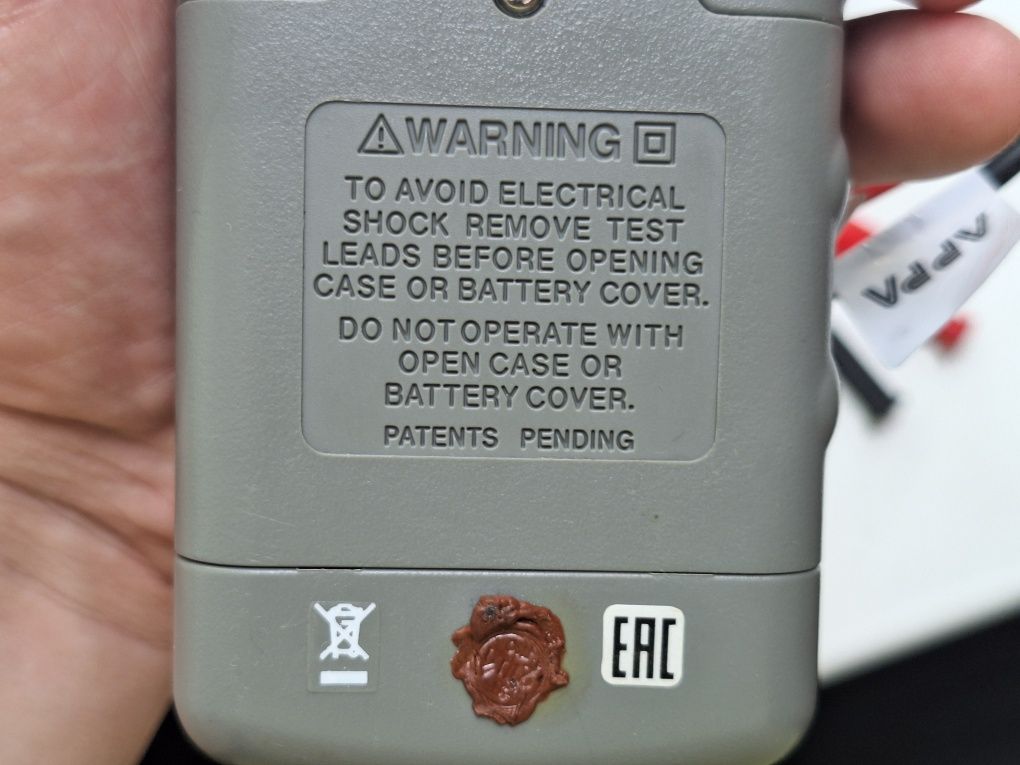 WARNING
TO AVOID ELECTRICAL
SHOCK REMOVE TEST
LEADS BEFORE OPENING
CASE OR BATTERY COVER.
DO NOT OPERATE WITH
OPEN CASE OR
BATTERY COVER.
PATENTS PENDING
EAC
APPA